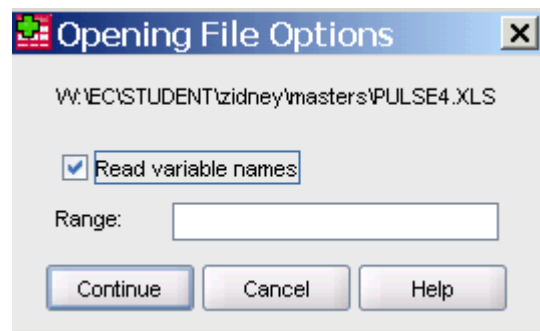 Opening File Options
W:\EC\STUDENT\zidney\masters\PULSE4.XLS
Read variable names
Range:
Continue Cancel Help